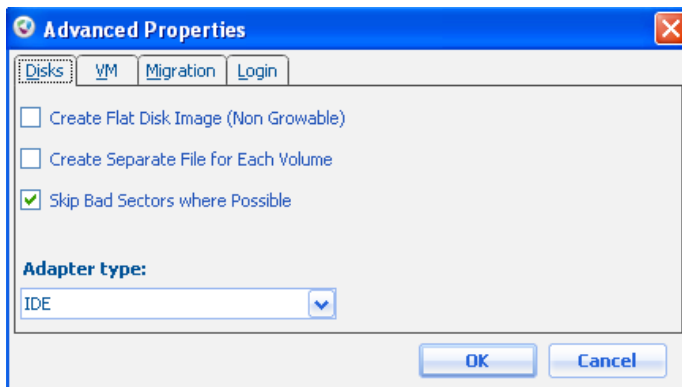 Advanced Properties
Disks VM Migration Login
Create Flat Disk Image (Non Growable)
Create Separate File for Each Volume
Skip Bad Sectors where Possible
Adapter type:
IDE
OK Cancel